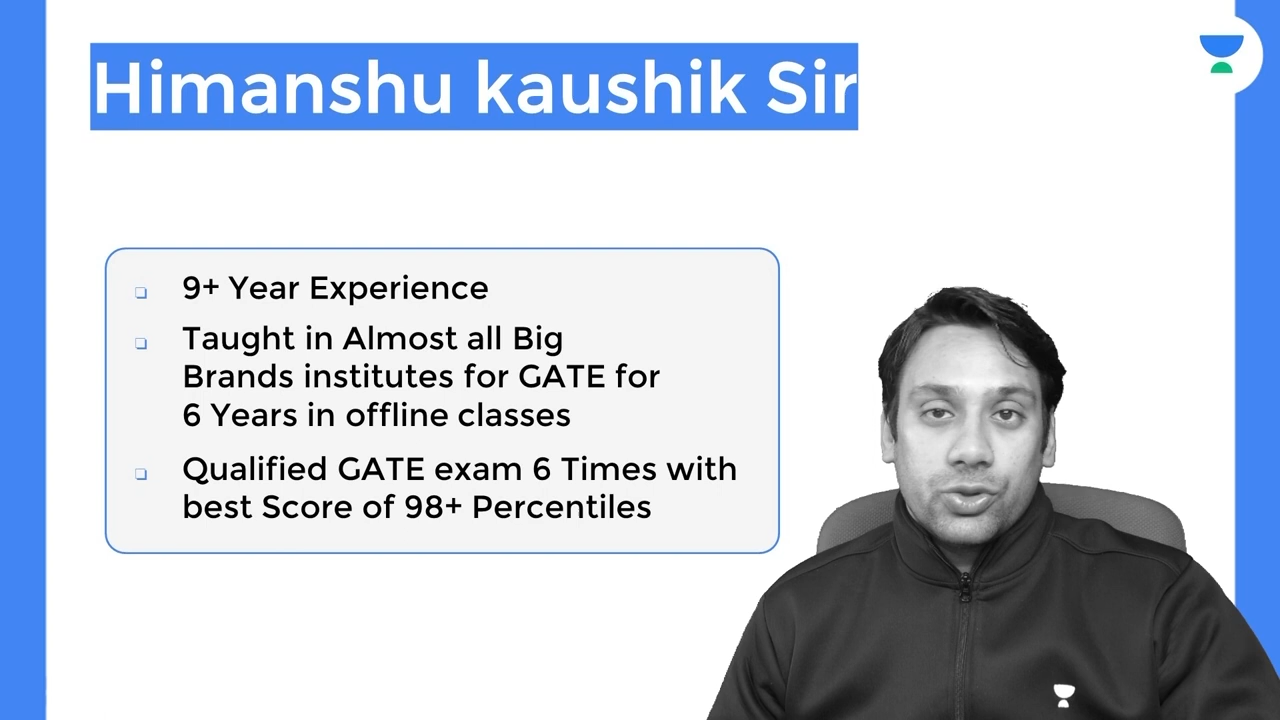 Himanshu kaushik Sir
9+ Year Experience
Taught in Almost all Big
Brands institutes for GATE for
6 Years in offline classes
Qualified GATE exam 6 Times with
best Score of 98+ Percentiles